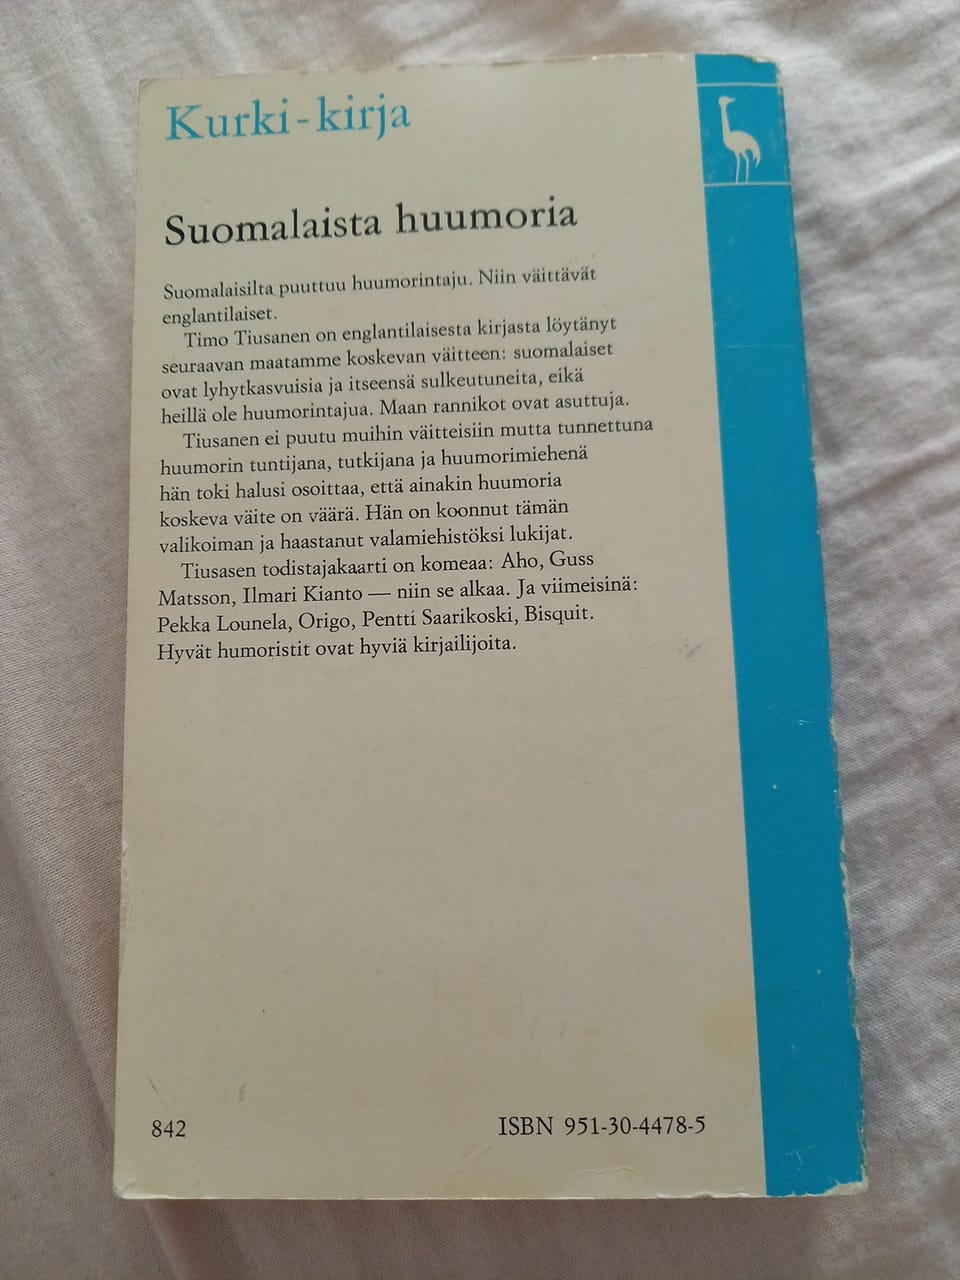 Kurki-kirja
Suomalaista huumoria
Suomalaisilta puuttuu huumorintaju. Niin väittävät
englantilaiset.
Timo Tiusanen on englantilaisesta kirjasta löytänyt
seuraavan maatamme koskevan väitteen: suomalaiset
ovat lyhytkasvuisia ja itseensä sulkeutuneita, eikä
heillä ole huumorintajua. Maan rannikot ovat asuttuja.
Tiusanen ei puutu muihin väitteisiin mutta tunnettuna
huumorin tuntijana, tutkijana ja huumorimiehenä
hän toki halusi osoittaa, että ainakin huumoria
koskeva väite on väärä. Hän on koonnut tämän
valikoiman ja haastanut valamiehistöksi lukijat.
Tiusasen todistajakaarti on komeaa: Aho, Guss
Matsson, Ilmari Kianto — niin se alkaa. Ja viimeisinä:
Pekka Lounela, Origo, Pentti Saarikoski, Bisquit.
Hyvät humoristit ovat hyviä kirjailijoita.
842
ISBN 951-30-4478-5